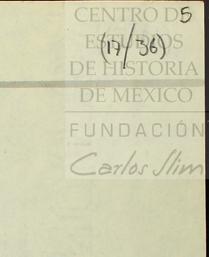 5
CENTRO DE
ESTUDIOS
(17/36)
DE HISTORIA
DE MEXICO
FUNDACIÓN
Carlos Slim